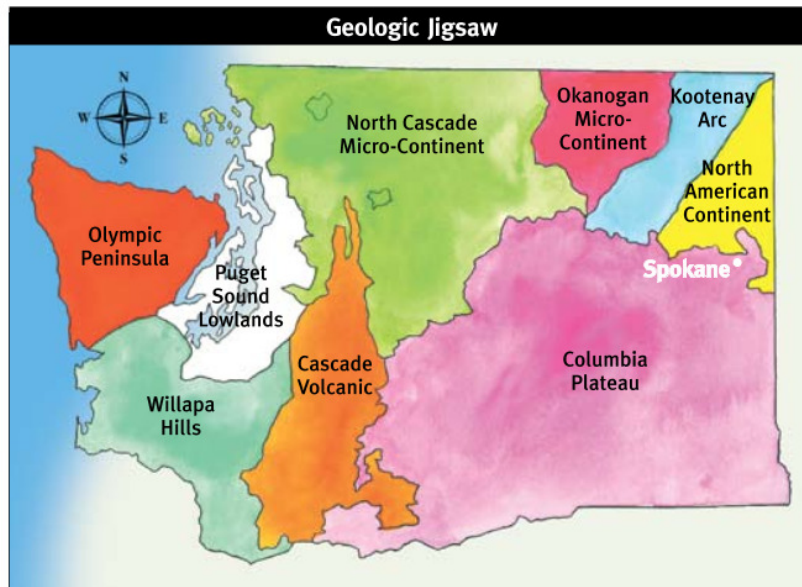 Geologic Jigsaw
N
W
E
S
North Cascade
Micro-Continent
Okanogan
Micro-
Continent
Kootenay
Arc
North
American
Continent
Olympic
Peninsula
Puget
Sound
Lowlands
Spokane
Cascade
Volcanic
Columbia
Plateau
Willapa
Hills